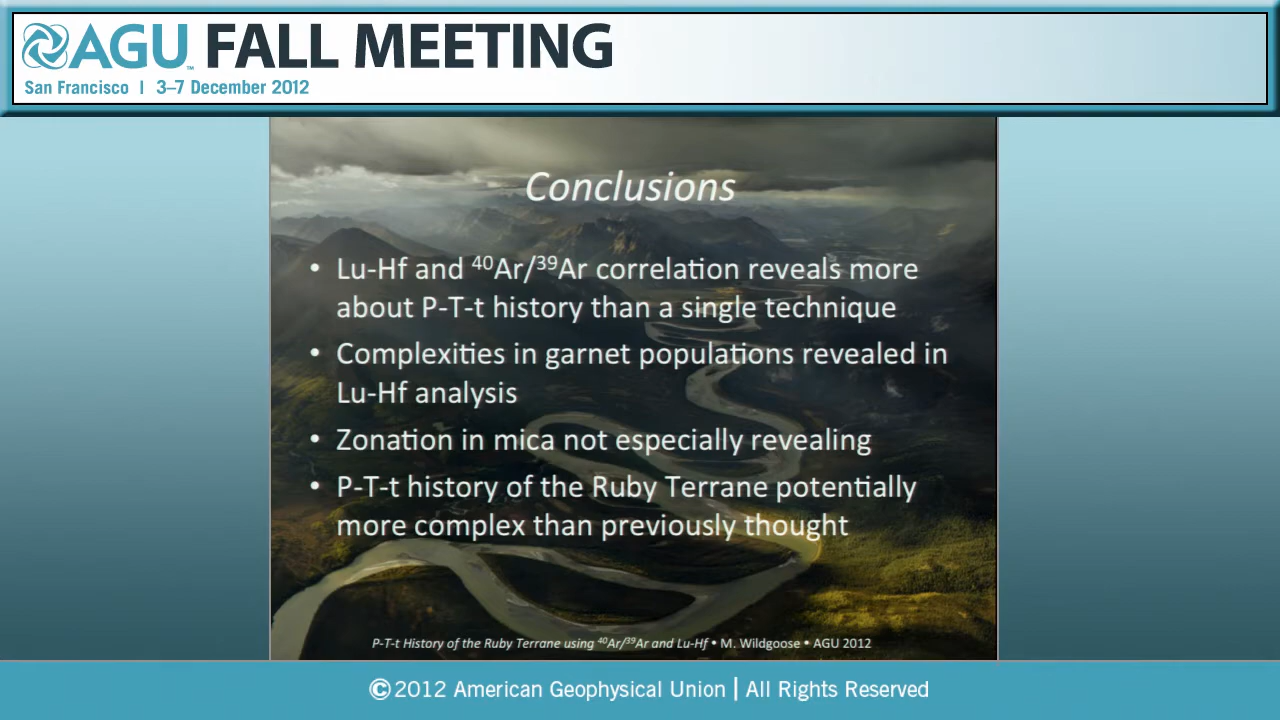 AGU™ FALL MEETING
San Francisco | 3–7 December 2012
Conclusions
• Lu-Hf and ⁴⁰Ar/³⁹Ar correlation reveals more
about P-T-t history than a single technique
• Complexities in garnet populations revealed in
Lu-Hf analysis
• Zonation in mica not especially revealing
• P-T-t history of the Ruby Terrane potentially
more complex than previously thought
P-T-t History of the Ruby Terrane using ⁴⁰Ar/³⁹Ar and Lu-Hf • M. Wildgoose • AGU 2012
©2012 American Geophysical Union | All Rights Reserved